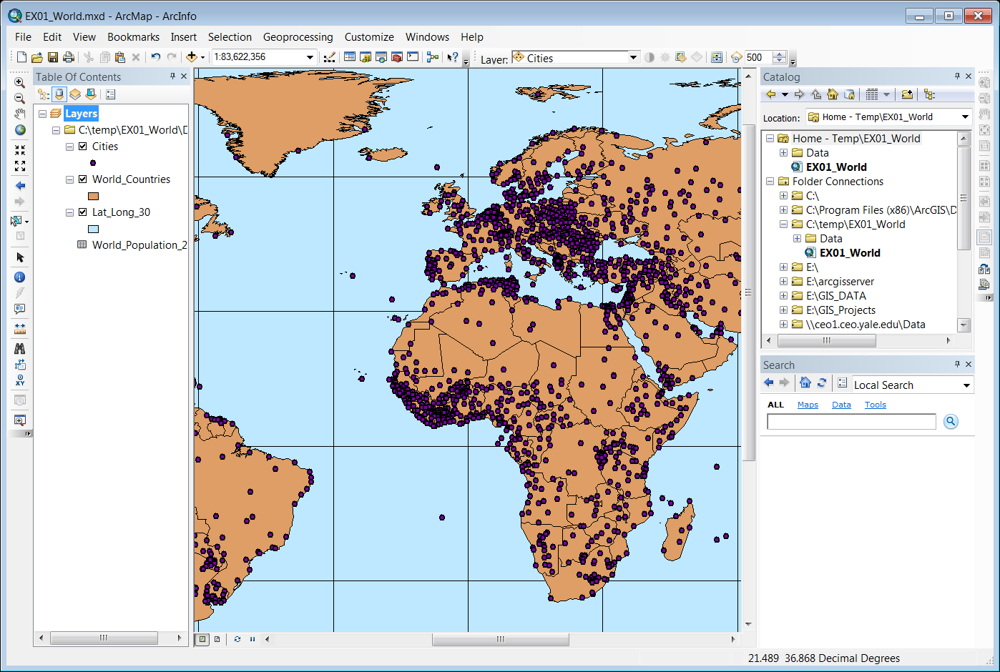 EX01_World.mxd - ArcMap - ArcInfo
File Edit View Bookmarks Insert Selection Geoprocessing Customize Windows Help
1:83,622,356
Layer: Cities
500
Table Of Contents
Layers
C:\temp\EX01_World\D
Cities
World_Countries
Lat_Long_30
World_Population_2
XY
Catalog
Location: Home - Temp\EX01_World
Home - Temp\EX01_World
Data
EX01_World
Folder Connections
C:\
C:\Program Files (x86)\ArcGIS\D
C:\temp\EX01_World
Data
EX01_World
E:\
E:\arcgisserver
E:\GIS_DATA
E:\GIS_Projects
\\ceo1.ceo.yale.edu\Data
Search
Local Search
ALL Maps Data Tools
1:1
21.489 36.868 Decimal Degrees